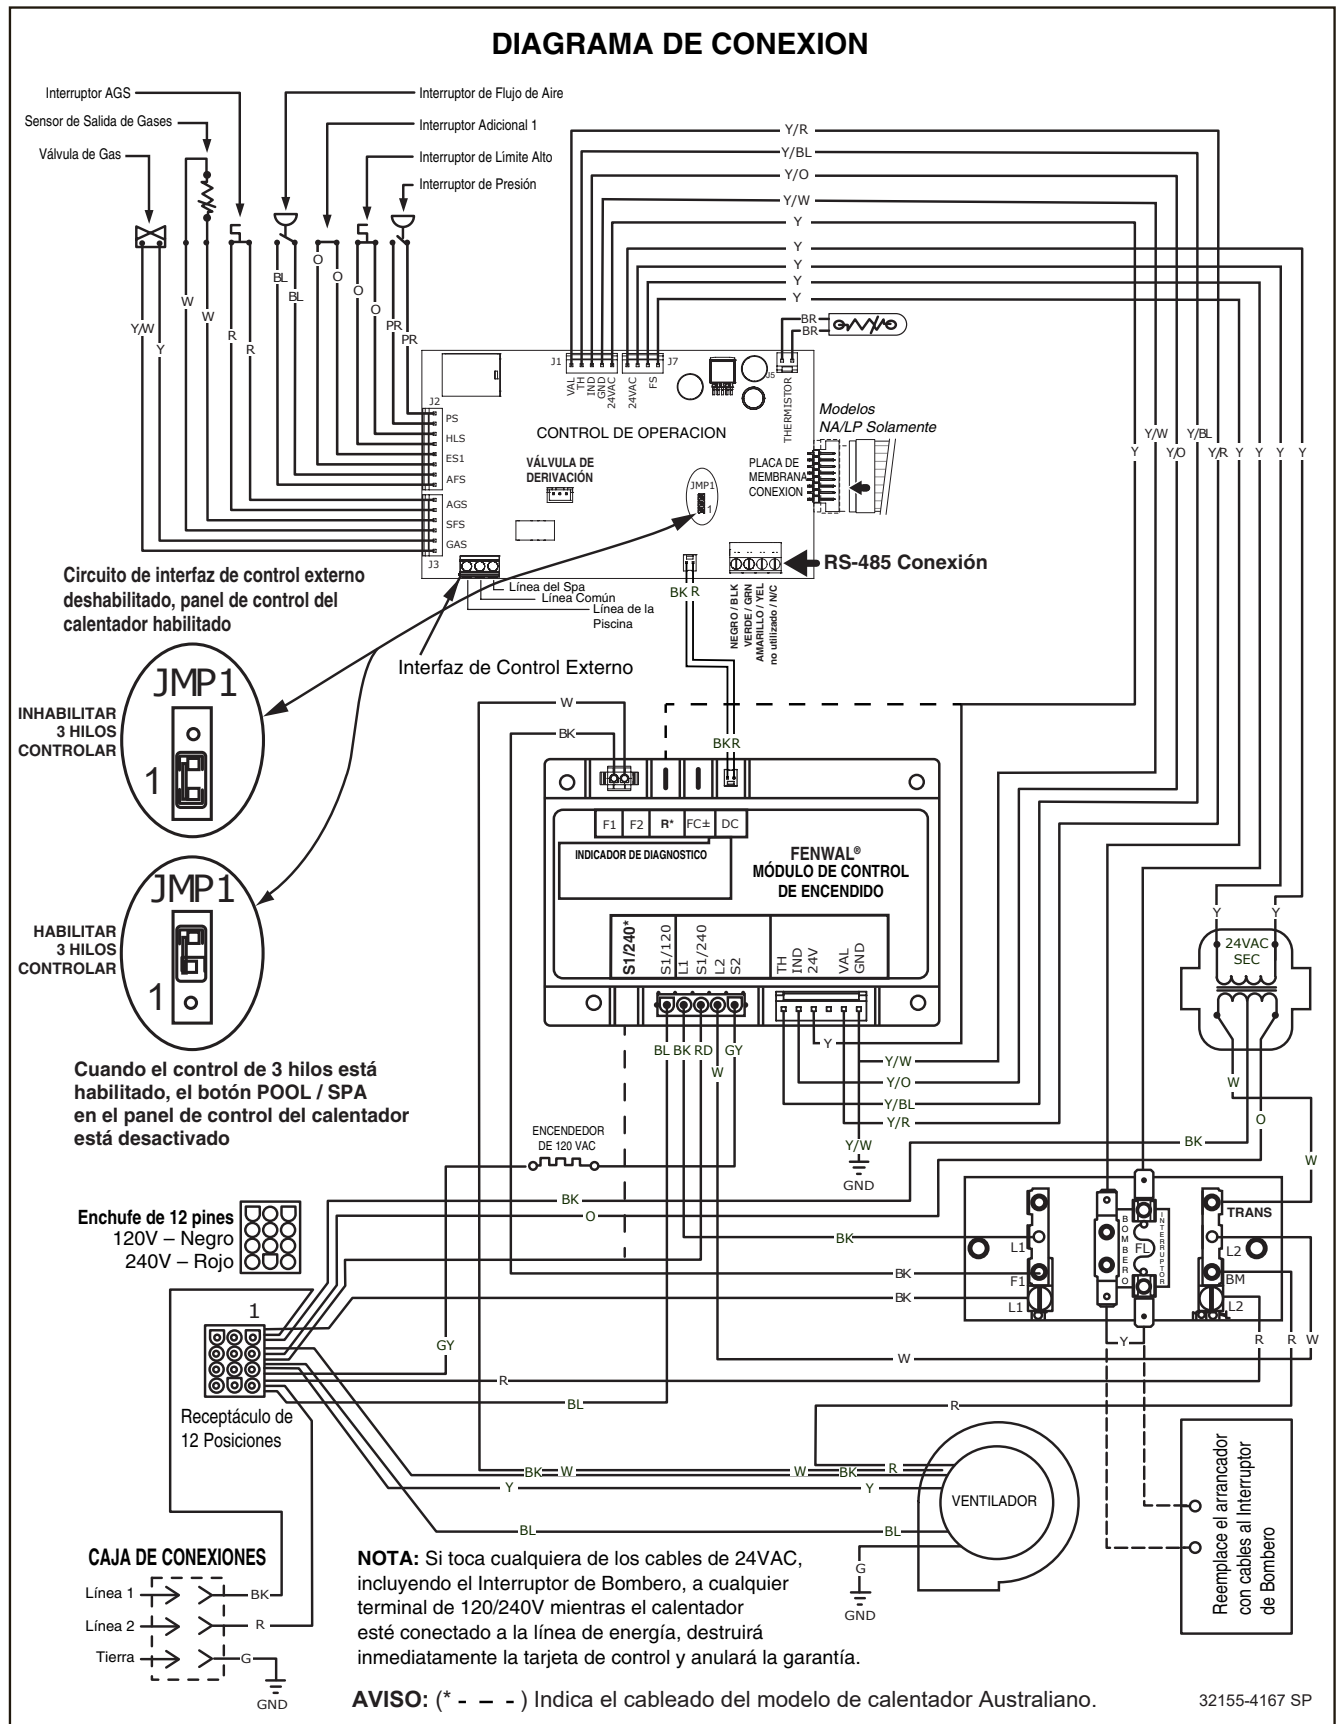 DIAGRAMA DE CONEXION
Interruptor AGS
Sensor de Salida de Gases
Válvula de Gas
Interruptor de Flujo de Aire
Interruptor Adicional 1
Interruptor de Límite Alto
Interruptor de Presión
Y/R
Y/BL
Y/O
Y/W
Y
Y
Y
Y
Y
BR
BR
Y/W
Y
W
W
R
R
BL
BL
O
O
O
O
PR
PR
J1
VAL
TH
IND
GND
24VAC
24VAC
FS
J7
J5
THERMISTOR
J2
PS
HLS
ES1
AFS
AGS
SFS
GAS
J3
CONTROL DE OPERACION
VÁLVULA DE
DERIVACIÓN
JMP1
1
PLACA DE
MEMBRANA
CONEXION
Modelos
NA/LP Solamente
Y
Y/W
Y/O
Y/BL
Y/R
Y
Y
Y
Y
RS-485 Conexión
NEGRO / BLK
VERDE / GRN
AMARILLO / YEL
no utilizado / N/C
BK R
Línea del Spa
Línea Común
Línea de la
Piscina
Interfaz de Control Externo
Circuito de interfaz de control externo
deshabilitado, panel de control del
calentador habilitado
JMP1
1
INHABILITAR
3 HILOS
CONTROLAR
JMP1
1
HABILITAR
3 HILOS
CONTROLAR
Cuando el control de 3 hilos está
habilitado, el botón POOL / SPA
en el panel de control del calentador
está desactivado
W
BK
BKR
F1 F2 R* FC± DC
INDICADOR DE DIAGNOSTICO
FENWAL®
MÓDULO DE CONTROL
DE ENCENDIDO
S1/240*
S1/120
L1
S1/240
L2
S2
TH
IND
24V
VAL
GND
BL BK RD GY
W
Y
Y/W
Y/O
Y/BL
Y/R
Y/W
GND
Y
Y
24VAC
SEC
W
O
BK
W
ENCENDEDOR
DE 120 VAC
BK
O
BK
BK
BK
GY
W
R
BL
L1
F1
L1
BOMBERO
FL
INTERRUPTOR
TRANS
L2
BM
L2
Y
R R W
Enchufe de 12 pines
120V – Negro
240V – Rojo
1
Receptáculo de
12 Posiciones
R
BK W
W BK R
Y
Y
BL
BL
VENTILADOR
G
GND
Reemplace el arrancador
con cables al Interruptor
de Bombero
CAJA DE CONEXIONES
Línea 1
BK
Línea 2
R
Tierra
G
GND
NOTA: Si toca cualquiera de los cables de 24VAC,
incluyendo el Interruptor de Bombero, a cualquier
terminal de 120/240V mientras el calentador
esté conectado a la línea de energía, destruirá
inmediatamente la tarjeta de control y anulará la garantía.
AVISO: (* - – - ) Indica el cableado del modelo de calentador Australiano.
32155-4167 SP